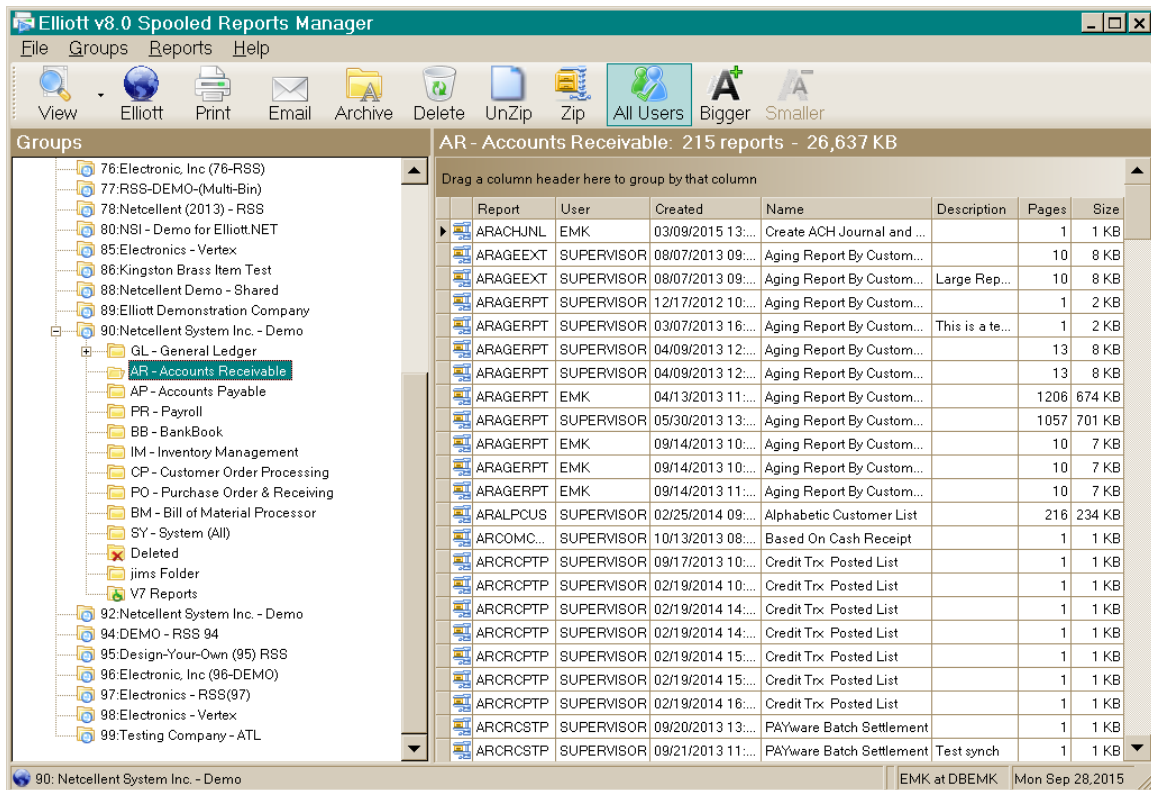 Elliott v8.0 Spooled Reports Manager
File Groups Reports Help
View Elliott Print Email Archive Delete UnZip Zip All Users Bigger Smaller
Groups
76:Electronic, Inc (76-RSS)
77:RSS-DEMO-(Multi-Bin)
78:Netcellent (2013) - RSS
80:NSI - Demo for Elliott.NET
85:Electronics - Vertex
86:Kingston Brass Item Test
88:Netcellent Demo - Shared
89:Elliott Demonstration Company
90:Netcellent System Inc. - Demo
GL - General Ledger
AR - Accounts Receivable
AP - Accounts Payable
PR - Payroll
BB - BankBook
IM - Inventory Management
CP - Customer Order Processing
PO - Purchase Order & Receiving
BM - Bill of Material Processor
SY - System (All)
Deleted
jims Folder
V7 Reports
92:Netcellent System Inc. - Demo
94:DEMO - RSS 94
95:Design-Your-Own (95) RSS
96:Electronic, Inc (96-DEMO)
97:Electronics - RSS(97)
98:Electronics - Vertex
99:Testing Company - ATL
AR - Accounts Receivable: 215 reports - 26,637 KB
Drag a column header here to group by that column
Report User Created Name Description Pages Size
ARACHJNL EMK 03/09/2015 13:... Create ACH Journal and ... 1 1 KB
ARAGEEXT SUPERVISOR 08/07/2013 09:... Aging Report By Custom... 10 8 KB
ARAGEEXT SUPERVISOR 08/07/2013 09:... Aging Report By Custom... Large Rep... 10 8 KB
ARAGERPT SUPERVISOR 12/17/2012 10:... Aging Report By Custom... 1 2 KB
ARAGERPT SUPERVISOR 03/07/2013 16:... Aging Report By Custom... This is a te... 1 2 KB
ARAGERPT SUPERVISOR 04/09/2013 12:... Aging Report By Custom... 13 8 KB
ARAGERPT SUPERVISOR 04/09/2013 12:... Aging Report By Custom... 13 8 KB
ARAGERPT EMK 04/13/2013 11:... Aging Report By Custom... 1206 674 KB
ARAGERPT SUPERVISOR 05/30/2013 13:... Aging Report By Custom... 1057 701 KB
ARAGERPT EMK 09/14/2013 10:... Aging Report By Custom... 10 7 KB
ARAGERPT EMK 09/14/2013 10:... Aging Report By Custom... 10 7 KB
ARAGERPT EMK 09/14/2013 11:... Aging Report By Custom... 10 7 KB
ARALPCUS SUPERVISOR 02/25/2014 09:... Alphabetic Customer List 216 234 KB
ARCOMC... SUPERVISOR 10/13/2013 08:... Based On Cash Receipt 1 1 KB
ARCRCPTP SUPERVISOR 09/17/2013 10:... Credit Trx Posted List 1 1 KB
ARCRCPTP SUPERVISOR 02/19/2014 10:... Credit Trx Posted List 1 1 KB
ARCRCPTP SUPERVISOR 02/19/2014 14:... Credit Trx Posted List 1 1 KB
ARCRCPTP SUPERVISOR 02/19/2014 14:... Credit Trx Posted List 1 1 KB
ARCRCPTP SUPERVISOR 02/19/2014 15:... Credit Trx Posted List 1 1 KB
ARCRCPTP SUPERVISOR 02/19/2014 15:... Credit Trx Posted List 1 1 KB
ARCRCPTP SUPERVISOR 02/19/2014 16:... Credit Trx Posted List 1 1 KB
ARCRCSTP SUPERVISOR 09/20/2013 13:... PAYware Batch Settlement 1 1 KB
ARCRCSTP SUPERVISOR 09/21/2013 11:... PAYware Batch Settlement Test synch 1 1 KB
90: Netcellent System Inc. - Demo EMK at DBEMK Mon Sep 28,2015